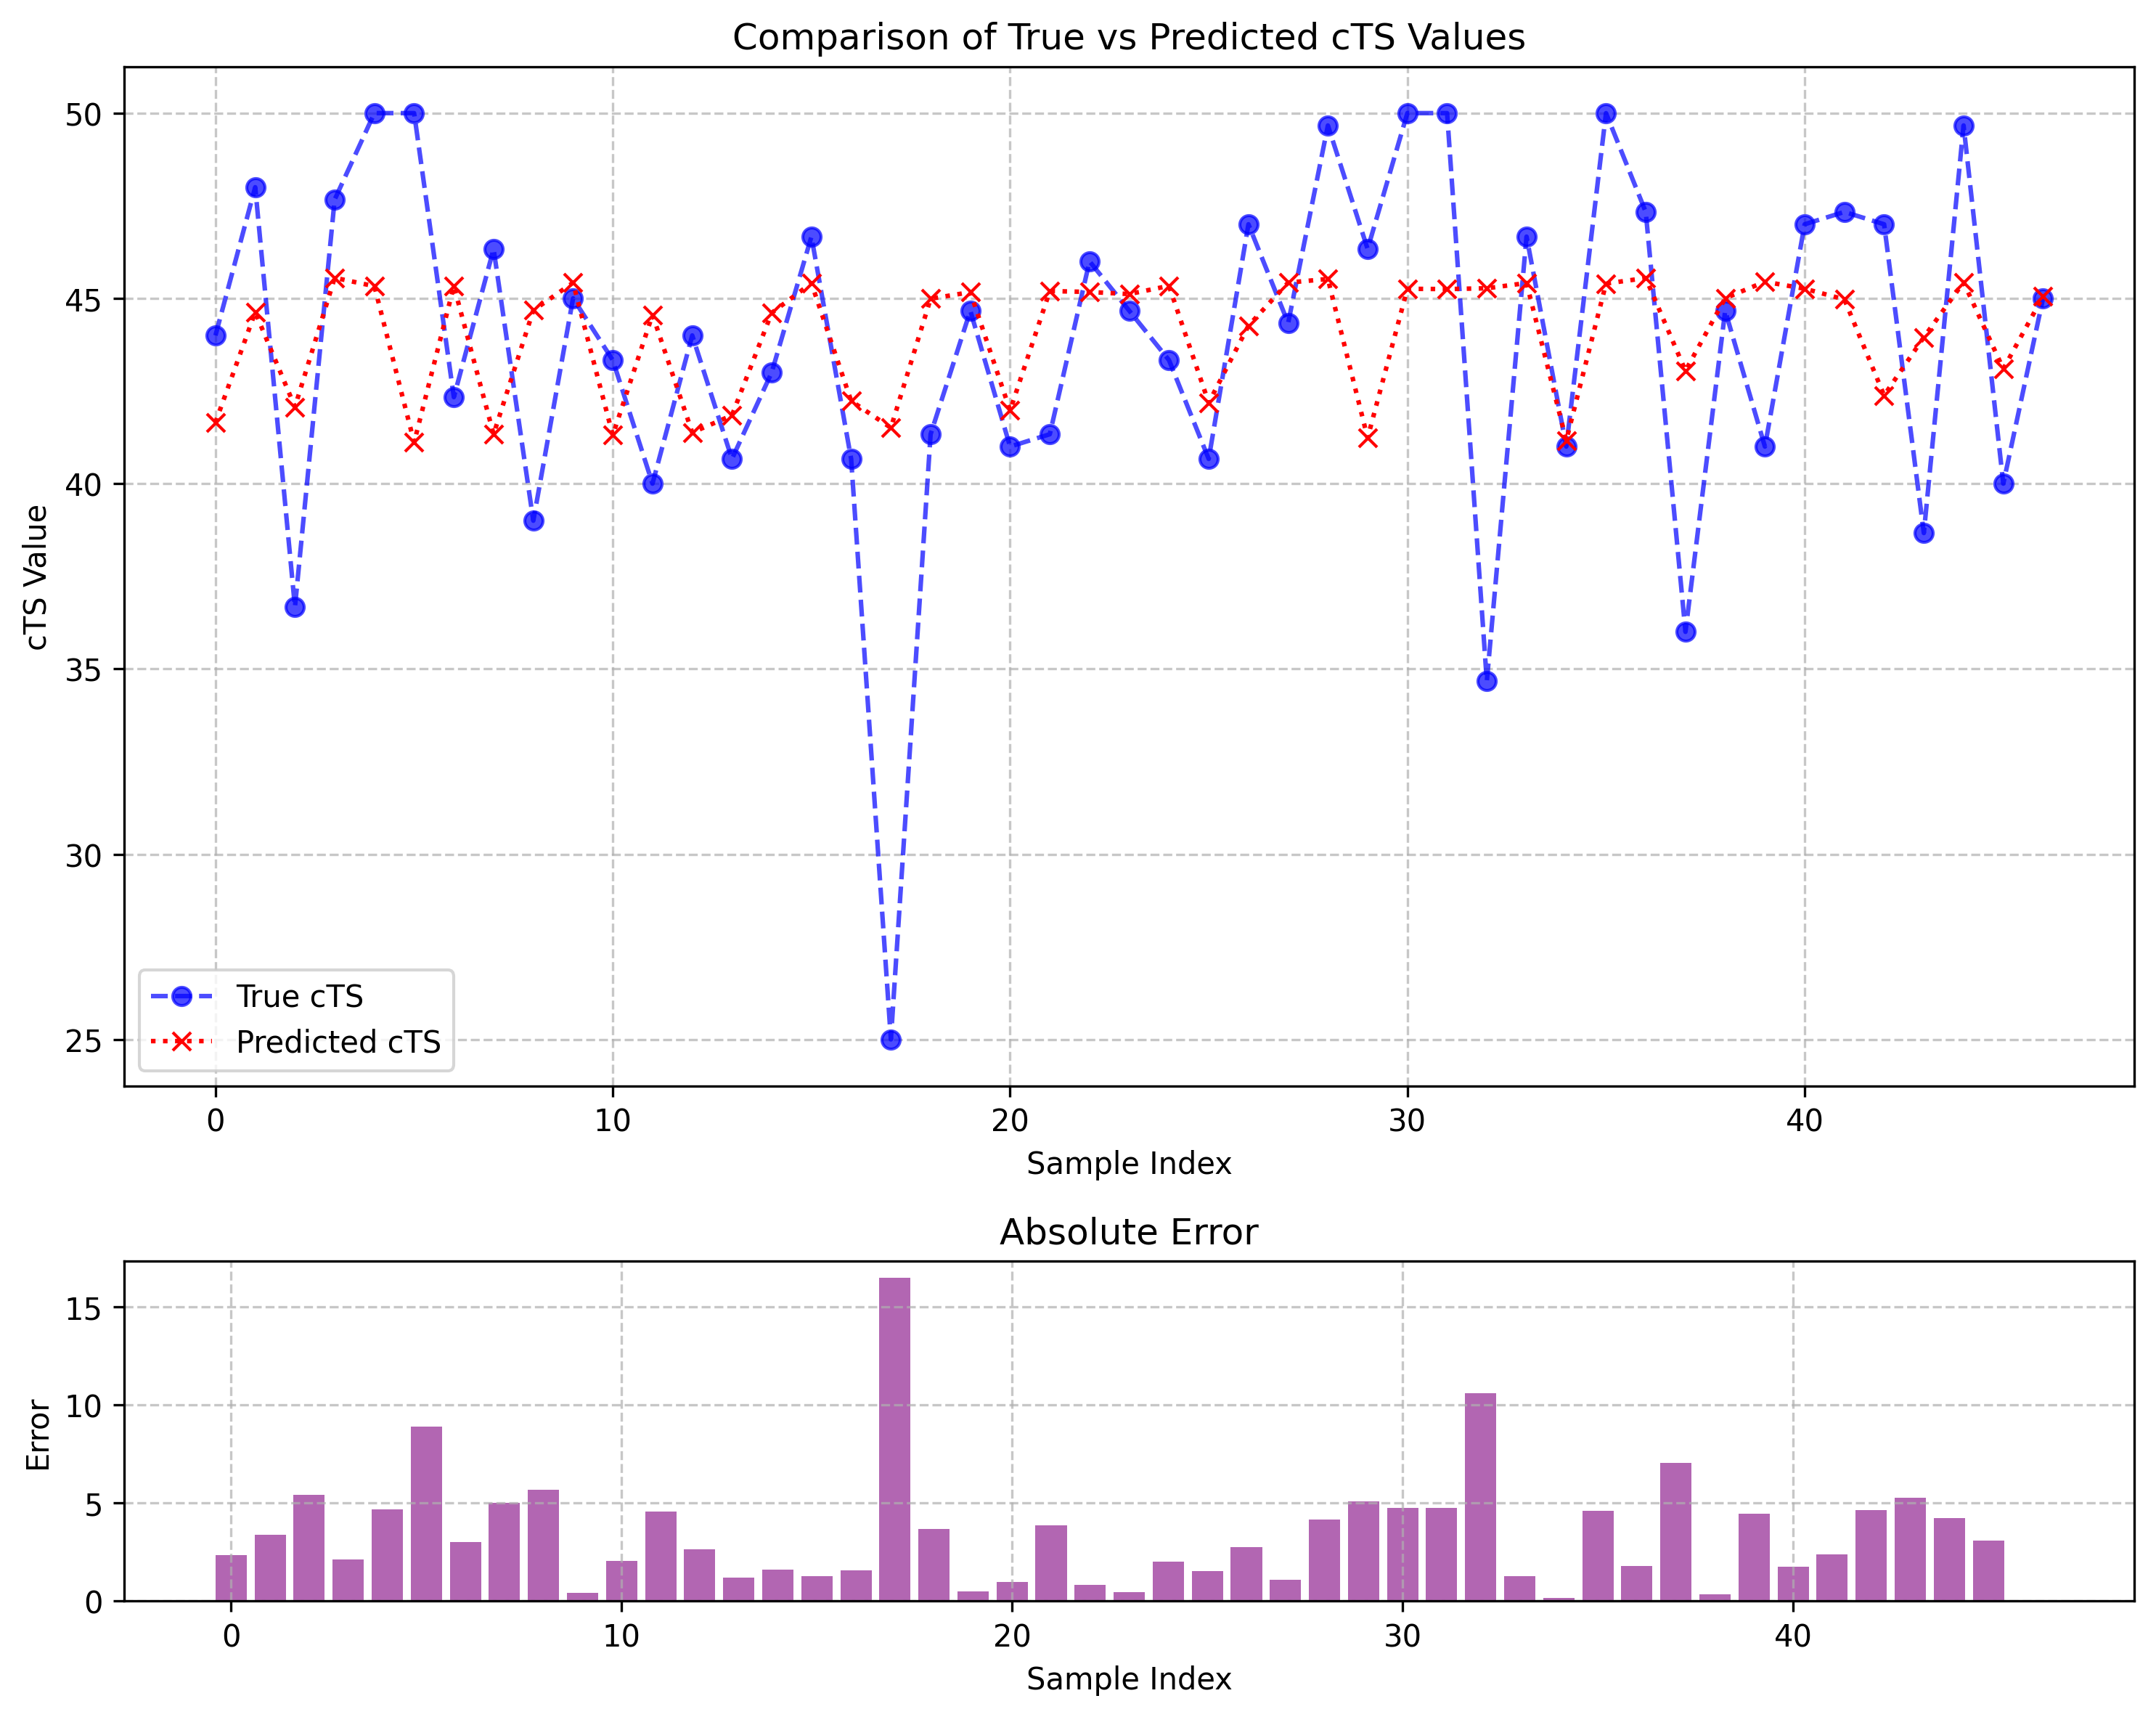 Comparison of True vs Predicted cTS Values
50
45
40
35
30
25
cTS Value
True cTS
Predicted cTS
0 10 20 30 40
Sample Index
Absolute Error
15
10
5
0
Error
0 10 20 30 40
Sample Index